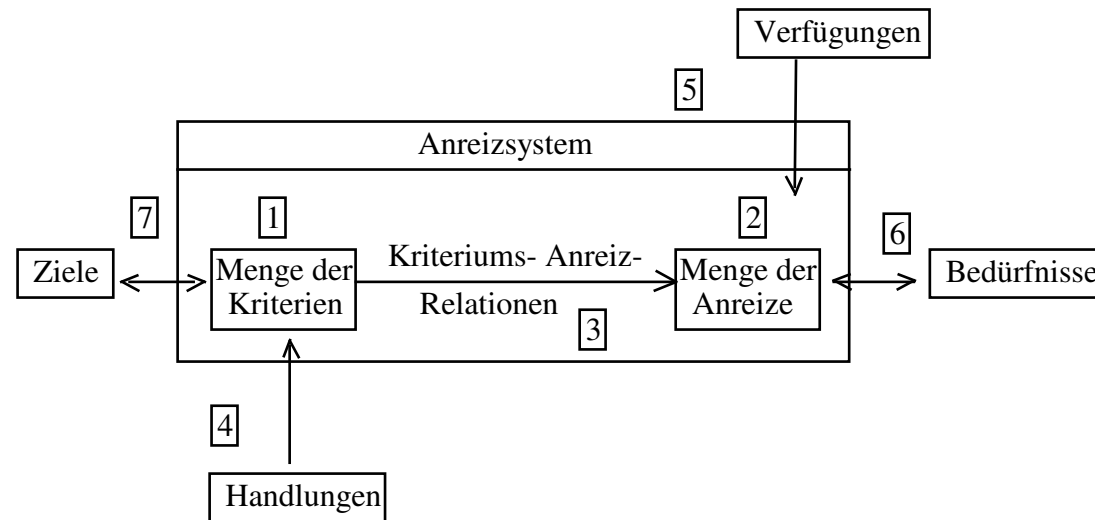 Verfügungen
5
Anreizsystem
7
1
2
6
Ziele
Menge der
Kriterien
Kriteriums- Anreiz-
Relationen
3
Menge der
Anreize
Bedürfnisse
4
Handlungen